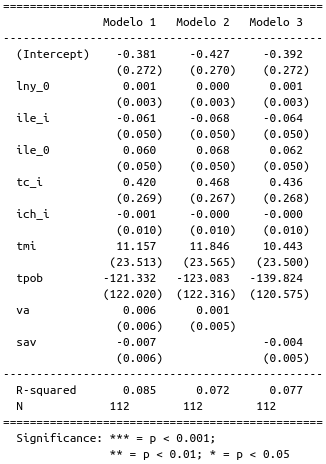 ==================================================
Modelo 1 Modelo 2 Modelo 3
--------------------------------------------------
(Intercept) -0.381 -0.427 -0.392
(0.272) (0.270) (0.272)
lny_0 0.001 0.000 0.001
(0.003) (0.003) (0.003)
ile_i -0.061 -0.068 -0.064
(0.050) (0.050) (0.050)
ile_0 0.060 0.068 0.062
(0.050) (0.050) (0.050)
tc_i 0.420 0.468 0.436
(0.269) (0.267) (0.268)
ich_i -0.001 -0.000 -0.000
(0.010) (0.010) (0.010)
tmi 11.157 11.846 10.443
(23.513) (23.565) (23.500)
tpob -121.332 -123.083 -139.824
(122.020) (122.316) (120.575)
va 0.006 0.001
(0.006) (0.005)
sav -0.007 -0.004
(0.006) (0.005)
--------------------------------------------------
R-squared 0.085 0.072 0.077
N 112 112 112
==================================================
Significance: *** = p < 0.001;
** = p < 0.01; * = p < 0.05